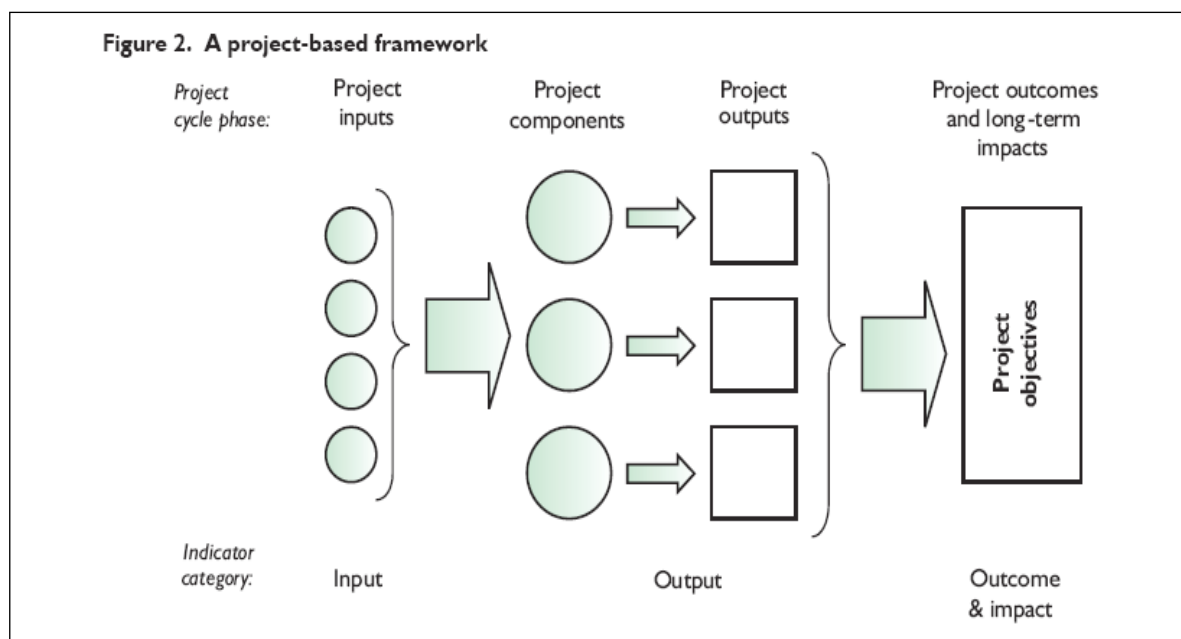 Figure 2. A project-based framework
Project
cycle phase:
Project
inputs
Project
components
Project
outputs
Project outcomes
and long-term
impacts
Project
objectives
Indicator
category:
Input
Output
Outcome
& impact